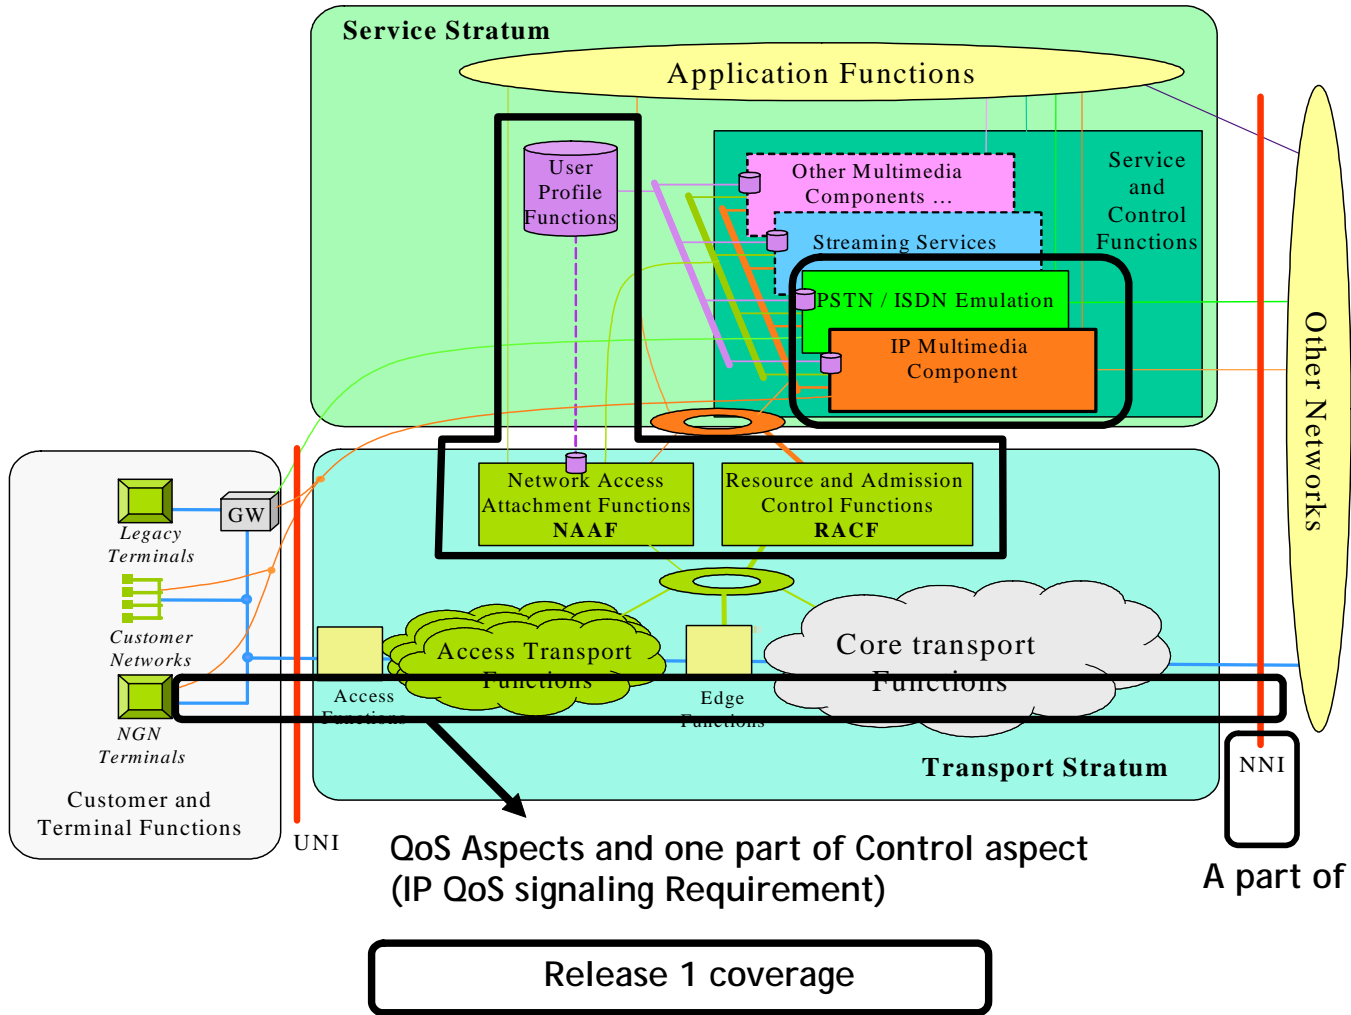 Service Stratum
Application Functions
User
Profile
Functions
Other Multimedia
Components ...
Service
and
Control
Functions
Streaming Services
PSTN / ISDN Emulation
IP Multimedia
Component
Other Networks
Network Access
Attachment Functions
NAAF
Resource and Admission
Control Functions
RACF
GW
Legacy
Terminals
Customer
Networks
NGN
Terminals
Customer and
Terminal Functions
UNI
Access Transport
Functions
Core transport
Functions
Access
Functions
Edge
Functions
Transport Stratum
NNI
QoS Aspects and one part of Control aspect
(IP QoS signaling Requirement)
A part of
Release 1 coverage